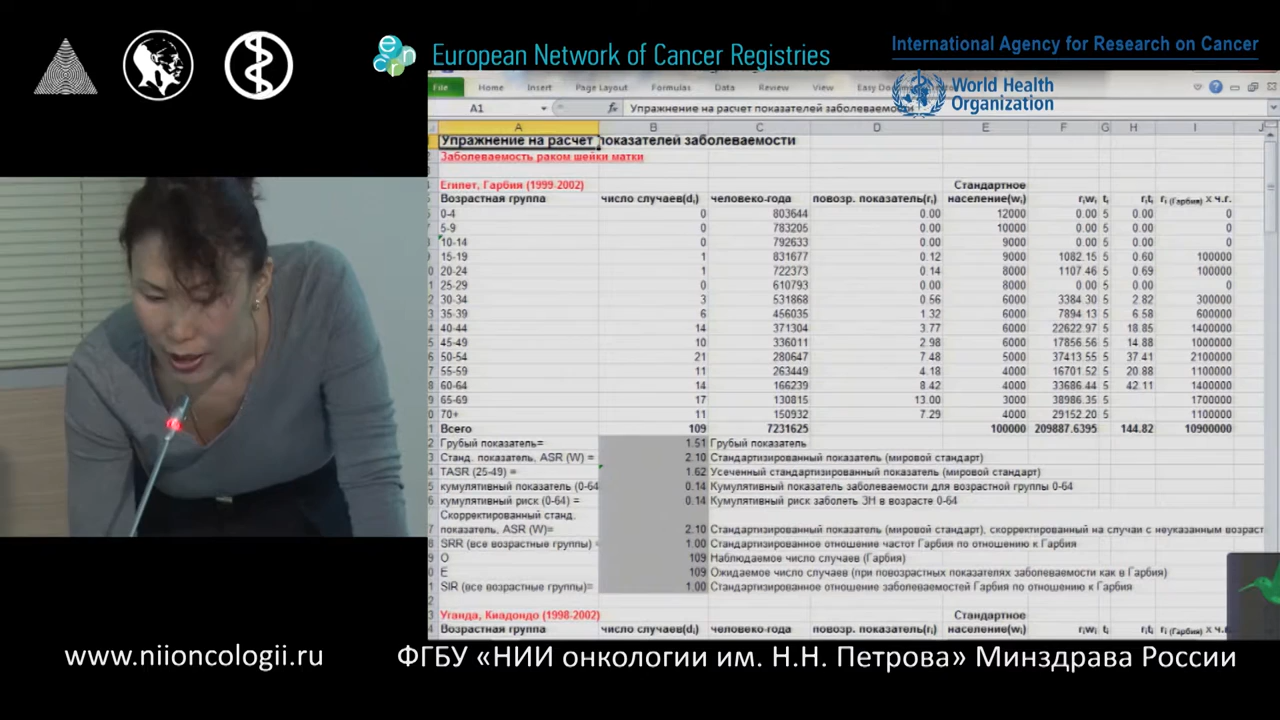 European Network of Cancer Registries
International Agency for Research on Cancer
World Health
Organization
File Home Insert Page Layout Formulas Data Review View
A1 fx Упражнение на расчет показателей заболеваемости
A B C D E F G H I J
Упражнение на расчет показателей заболеваемости
Заболеваемость раком шейки матки
Египет, Гарбия (1999-2002) Стандартное
Возрастная группа число случаев(di) человеко-года повозр. показатель(ri) население(wi) riwi ti riti ri (Гарбия) x ч.г.
0-4 0 803644 0.00 12000 0.00 5 0.00 0
5-9 0 783205 0.00 10000 0.00 5 0.00 0
10-14 0 792633 0.00 9000 0.00 5 0.00 0
15-19 1 831677 0.12 9000 1082.15 5 0.60 100000
20-24 1 722373 0.14 8000 1107.46 5 0.69 100000
25-29 0 610793 0.00 8000 0.00 5 0.00 0
30-34 3 531868 0.56 6000 3384.30 5 2.82 300000
35-39 6 456035 1.32 6000 7894.13 5 6.58 600000
40-44 14 371304 3.77 6000 22622.97 5 18.85 1400000
45-49 10 336011 2.98 6000 17856.56 5 14.88 1000000
50-54 21 280647 7.48 5000 37413.55 5 37.41 2100000
55-59 11 263449 4.18 4000 16701.52 5 20.88 1100000
60-64 14 166239 8.42 4000 33686.44 5 42.11 1400000
65-69 17 130815 13.00 3000 38986.35 5 1700000
70+ 11 150932 7.29 4000 29152.20 5 1100000
Всего 109 7231625 100000 209887.6395 144.82 10900000
Грубый показатель= 1.51 Грубый показатель
Станд. показатель, ASR (W) = 2.10 Стандартизированный показатель (мировой стандарт)
TASR (25-49) = 1.62 Усеченный стандартизированный показатель (мировой стандарт)
кумулятивный показатель (0-64 0.14 Кумулятивный показатель заболеваемости для возрастной группы 0-64
кумулятивный риск (0-64) = 0.14 Кумулятивный риск заболеть ЗН в возрасте 0-64
Скорректированный станд.
показатель, ASR (W)= 2.10 Стандартизированный показатель (мировой стандарт), скорректированный на случаи с неуказанным возраст
SRR (все возрастные группы) = 1.00 Стандартизованное отношение частот Гарбия по отношению к Гарбия
O 109 Наблюдаемое число случаев (Гарбия)
E 109 Ожидаемое число случаев (при повозрастных показателях заболеваемости как в Гарбия)
SIR (все возрастные группы)= 1.00 Стандартизованное отношение заболеваемостей Гарбия по отношению к Гарбия
Уганда, Киадондо (1998-2002) Стандартное
Возрастная группа число случаев(di) человеко-года повозр. показатель(ri) население(wi) riwi ti riti ri (Гарбия) x ч.г.
www.niioncologii.ru ФГБУ «НИИ онкологии им. Н.Н. Петрова» Минздрава России